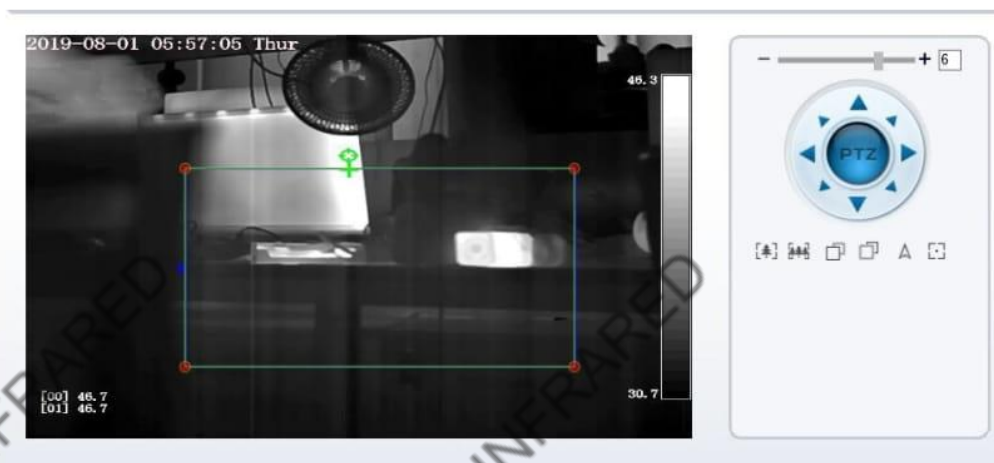 2019-08-01 05:57:05 Thur
46.3
30.7
[00] 46.7
[01] 46.7
- + 6
PTZ
INFRARED
INFRARED